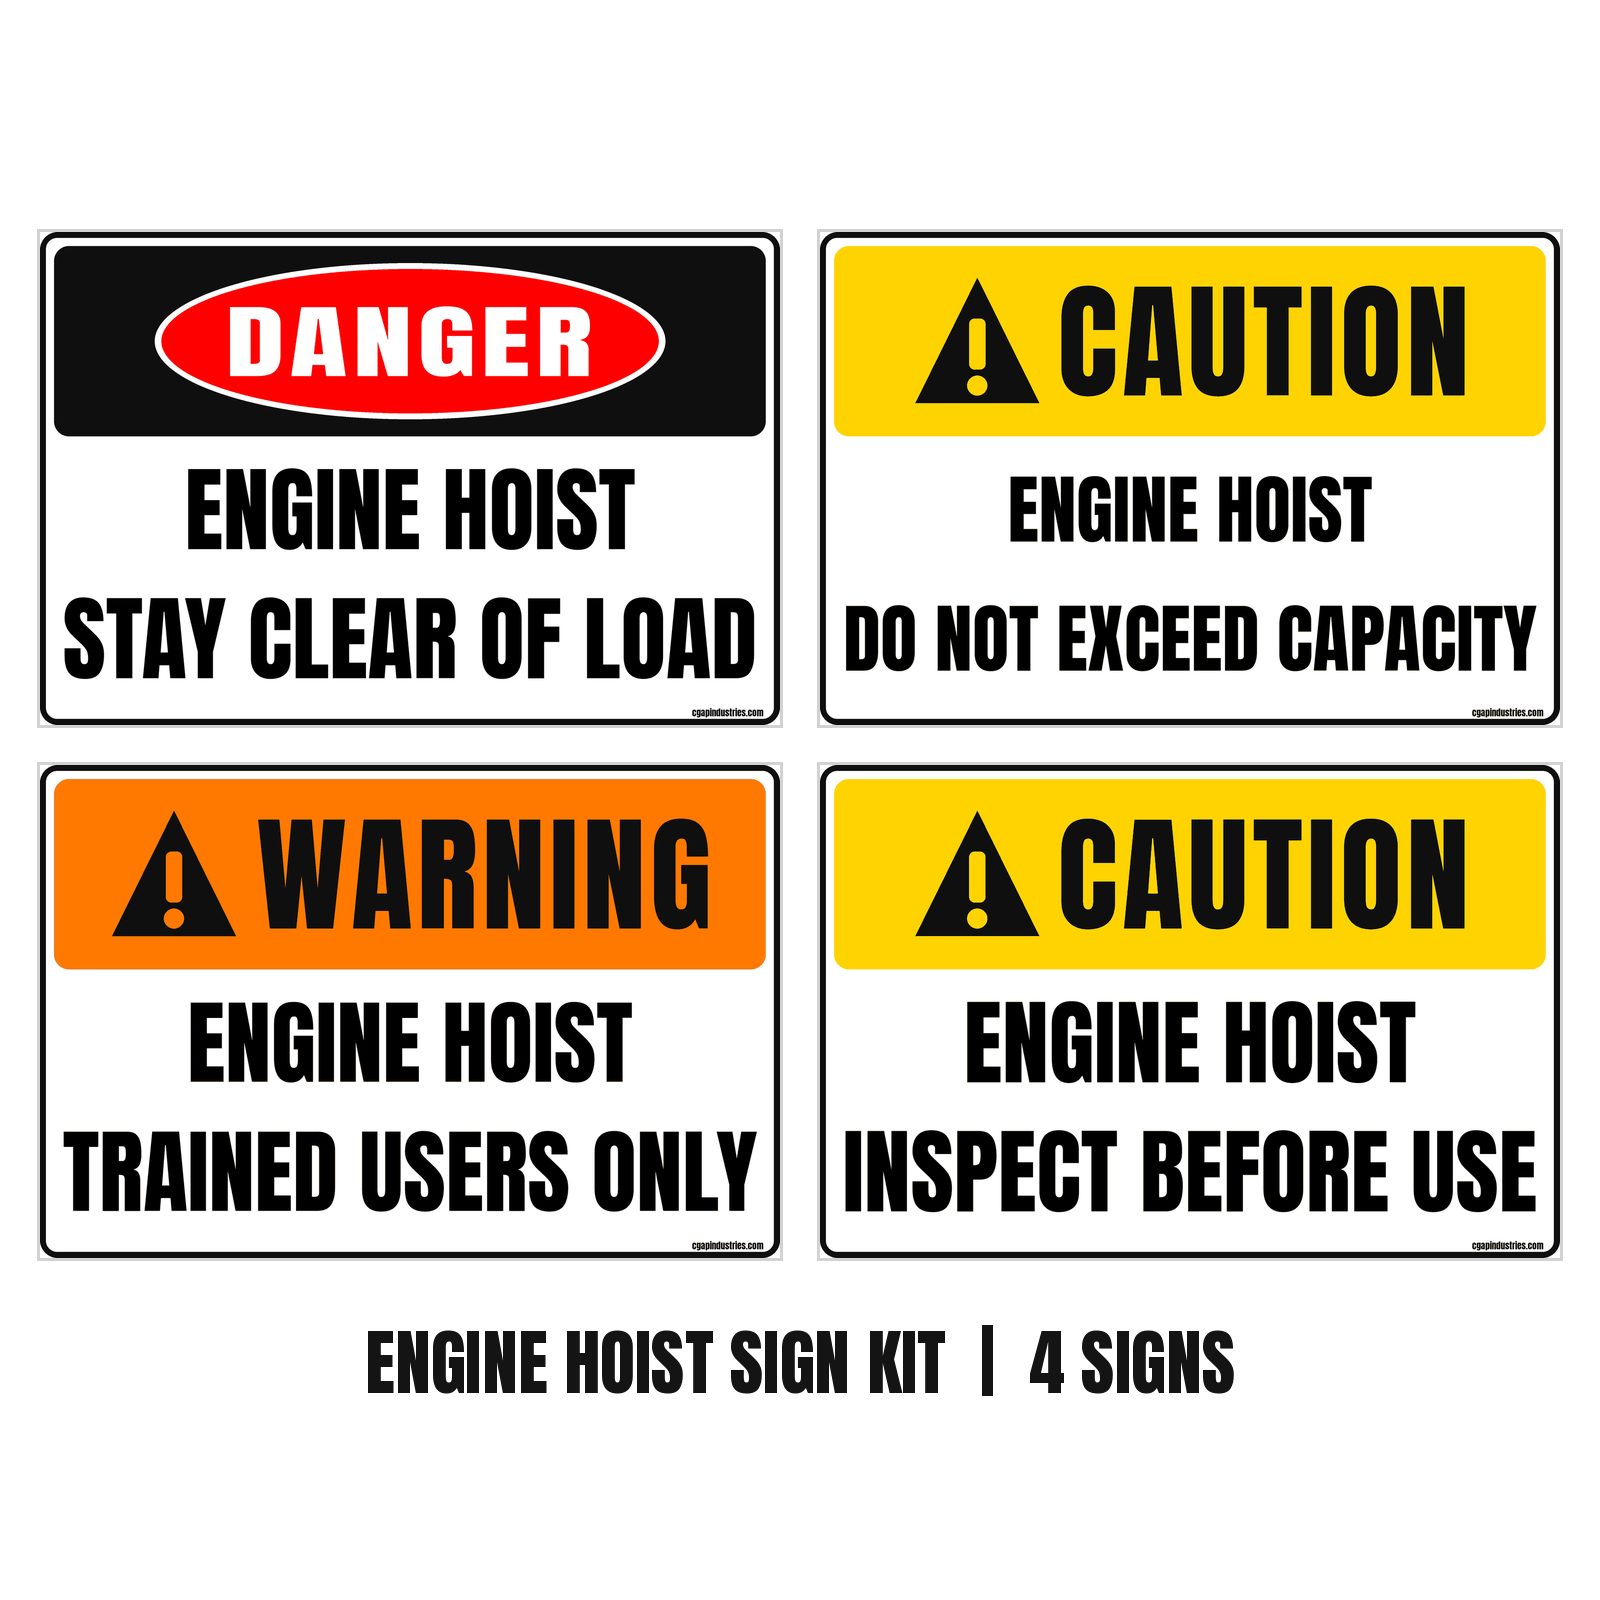 DANGER
ENGINE HOIST
STAY CLEAR OF LOAD
cgapindustries.com
CAUTION
ENGINE HOIST
DO NOT EXCEED CAPACITY
cgapindustries.com
WARNING
ENGINE HOIST
TRAINED USERS ONLY
cgapindustries.com
CAUTION
ENGINE HOIST
INSPECT BEFORE USE
cgapindustries.com
ENGINE HOIST SIGN KIT | 4 SIGNS